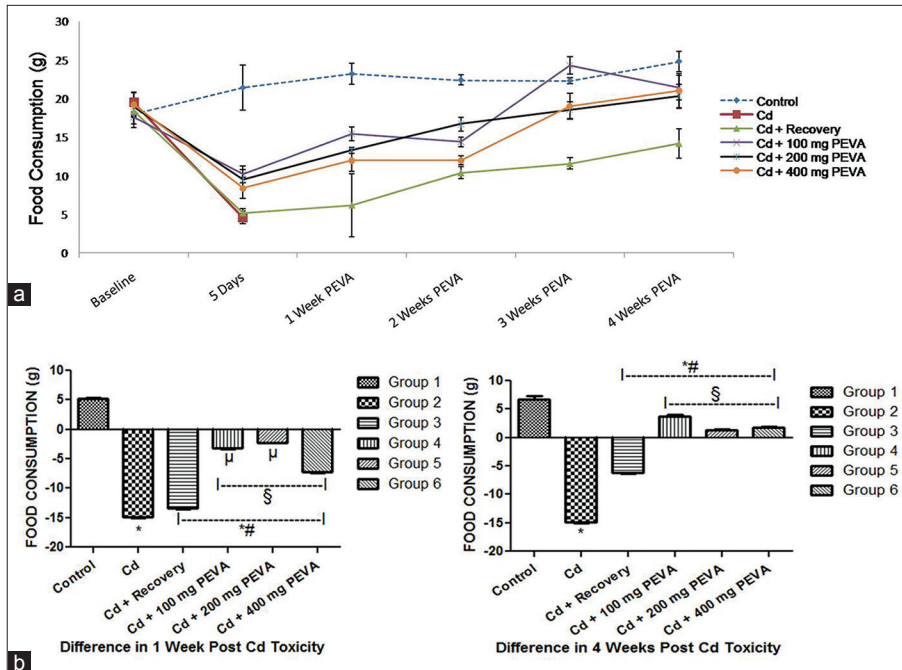 30
25
20
15
10
5
0
Food Consumption (g)
Baseline
5 Days
1 Week PEVA
2 Weeks PEVA
3 Weeks PEVA
4 Weeks PEVA
Control
Cd
Cd + Recovery
Cd + 100 mg PEVA
Cd + 200 mg PEVA
Cd + 400 mg PEVA
a
10
5
0
-5
-10
-15
-20
FOOD CONSUMPTION (g)
*
µ
µ
§
*#
Control
Cd
Cd + Recovery
Cd + 100 mg PEVA
Cd + 200 mg PEVA
Cd + 400 mg PEVA
Group 1
Group 2
Group 3
Group 4
Group 5
Group 6
Difference in 1 Week Post Cd Toxicity
10
5
0
-5
-10
-15
-20
FOOD CONSUMPTION (g)
*#
§
*
Control
Cd
Cd + Recovery
Cd + 100 mg PEVA
Cd + 200 mg PEVA
Cd + 400 mg PEVA
Group 1
Group 2
Group 3
Group 4
Group 5
Group 6
Difference in 4 Weeks Post Cd Toxicity
b